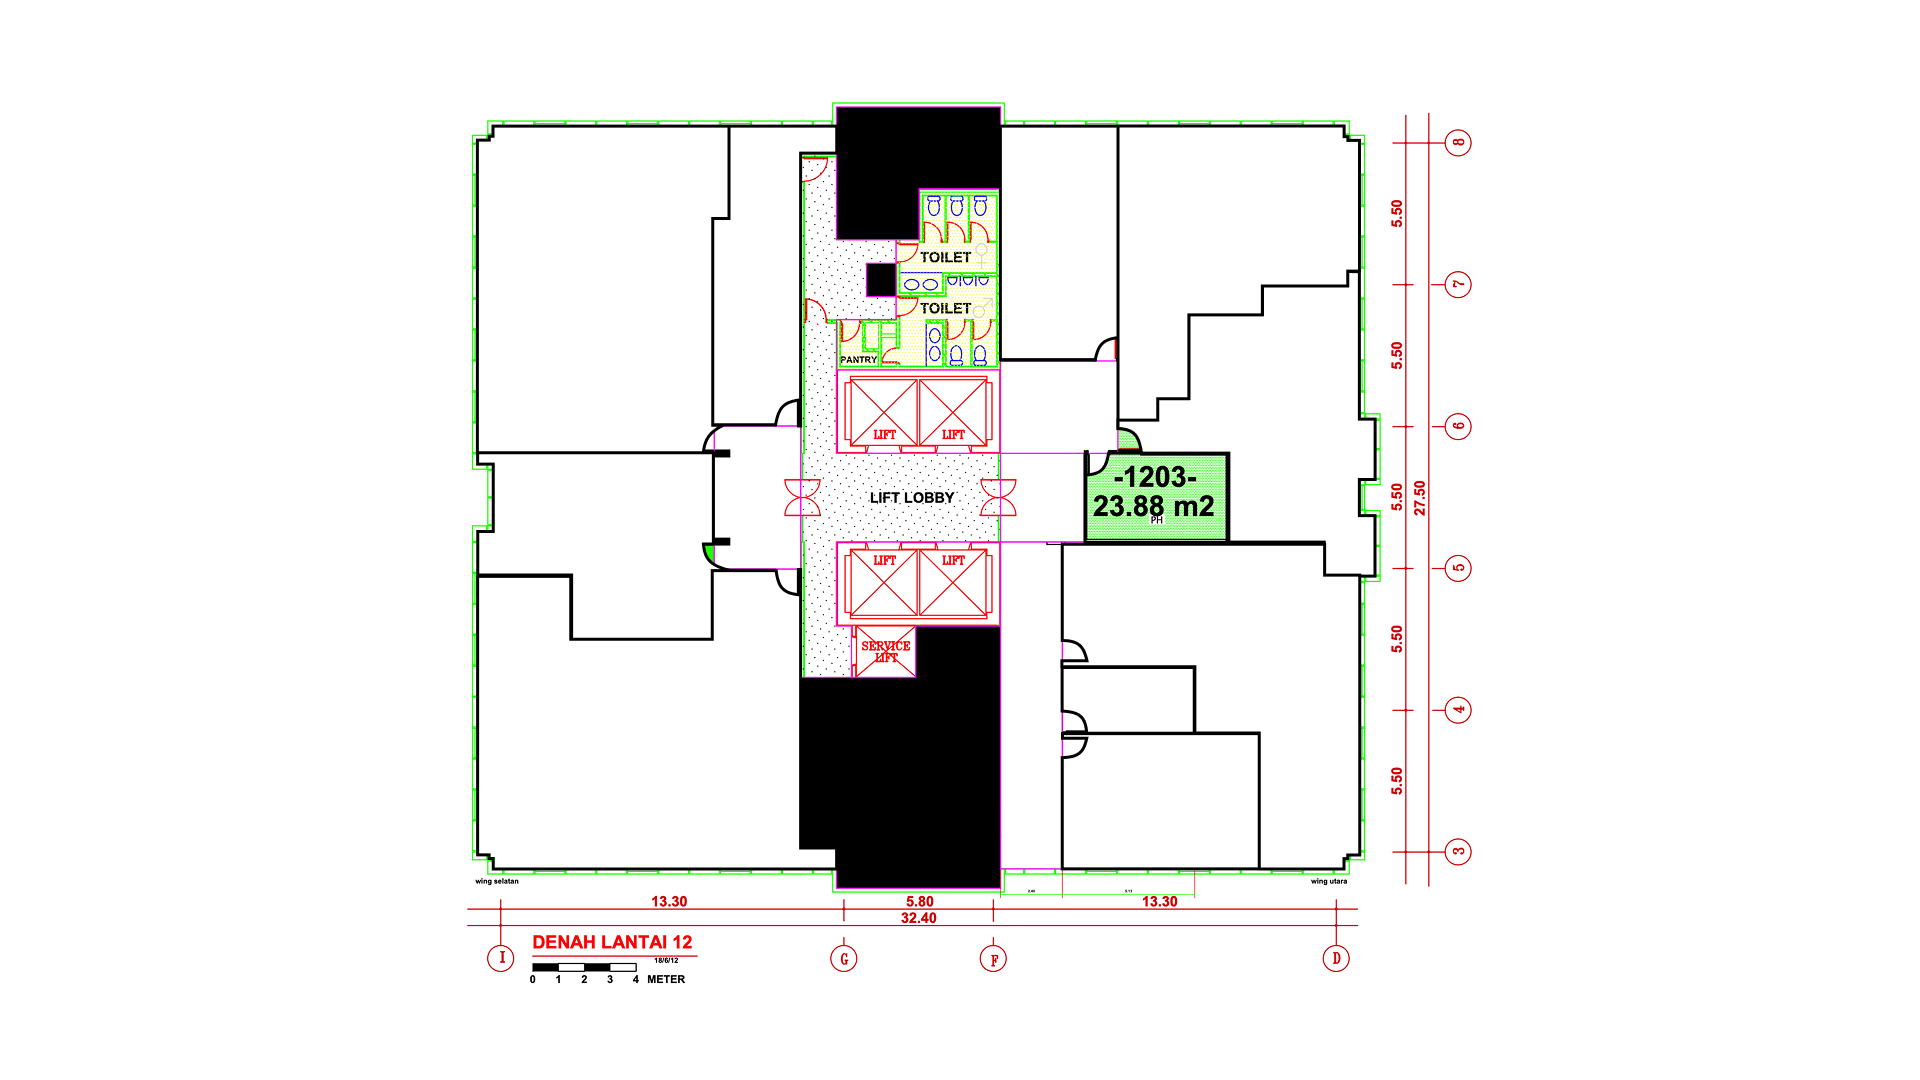 8
5.50
7
TOILET
TOILET
5.50
PANTRY
6
LIFT LIFT
-1203-
23.88 m2
PH
LIFT LOBBY
5.50
27.50
LIFT LIFT
5
SERVICE
LIFT
5.50
4
5.50
3
wing selatan
wing utara
2.40
5.13
13.30
5.80
13.30
32.40
DENAH LANTAI 12
18/6/12
I
G
F
D
0 1 2 3 4 METER